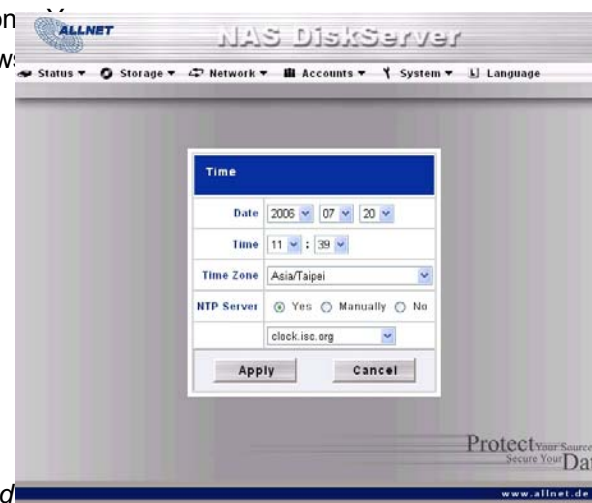 ALLNET
NAS DiskServer
Status Storage Network Accounts System Language
Time
Date 2006 07 20
Time 11 : 39
Time Zone Asia/Taipei
NTP Server Yes Manually No
clock.isc.org
Apply Cancel
Protect Your Source
Secure Your Dat
www.allnet.de